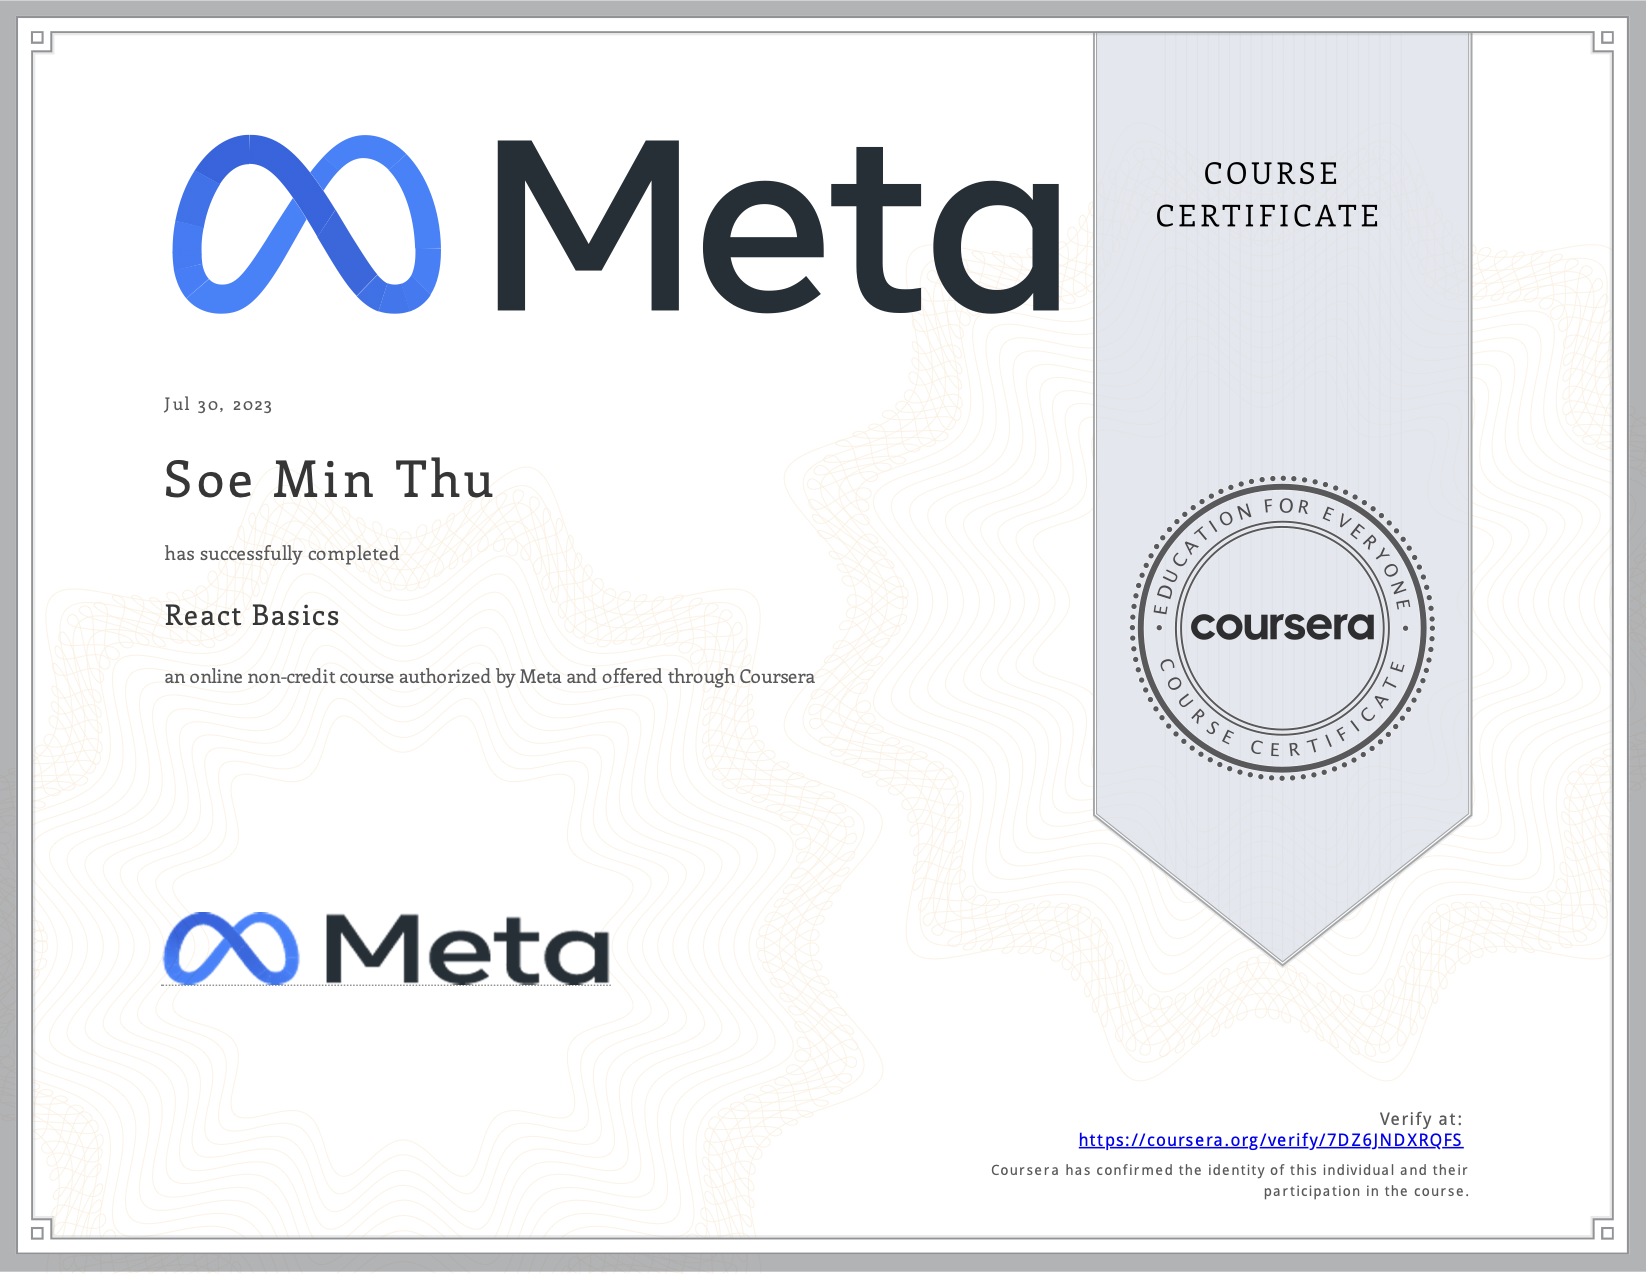 Meta
COURSE
CERTIFICATE
Jul 30, 2023
Soe Min Thu
has successfully completed
React Basics
an online non-credit course authorized by Meta and offered through Coursera
EDUCATION FOR EVERYONE
coursera
COURSE CERTIFICATE
Meta
Verify at:
https://coursera.org/verify/7DZ6JNDXRQFS
Coursera has confirmed the identity of this individual and their
participation in the course.